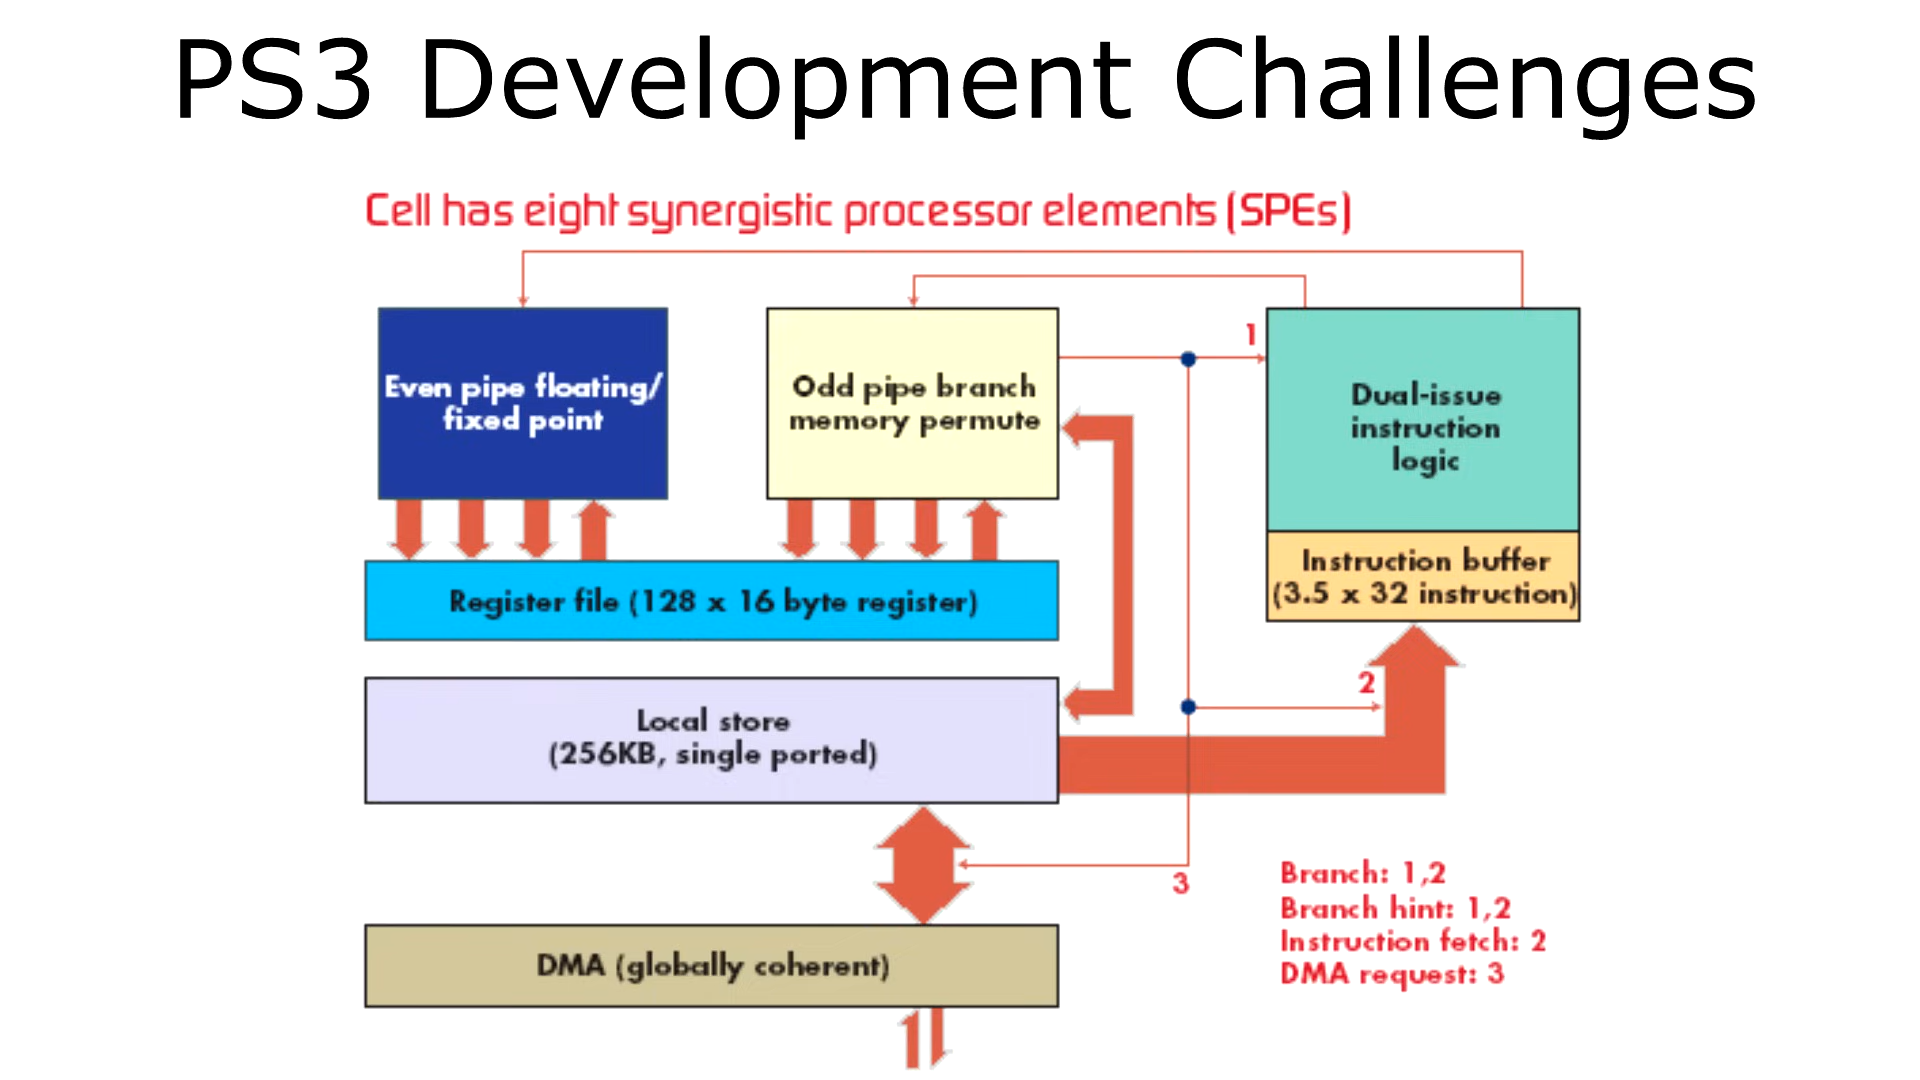 PS3 Development Challenges
Cell has eight synergistic processor elements (SPEs)
Even pipe floating/
fixed point
Odd pipe branch
memory permute
1
Dual-issue
instruction
logic
Instruction buffer
(3.5 x 32 instruction)
Register file (128 x 16 byte register)
2
Local store
(256KB, single ported)
3
Branch: 1,2
Branch hint: 1,2
Instruction fetch: 2
DMA request: 3
DMA (globally coherent)